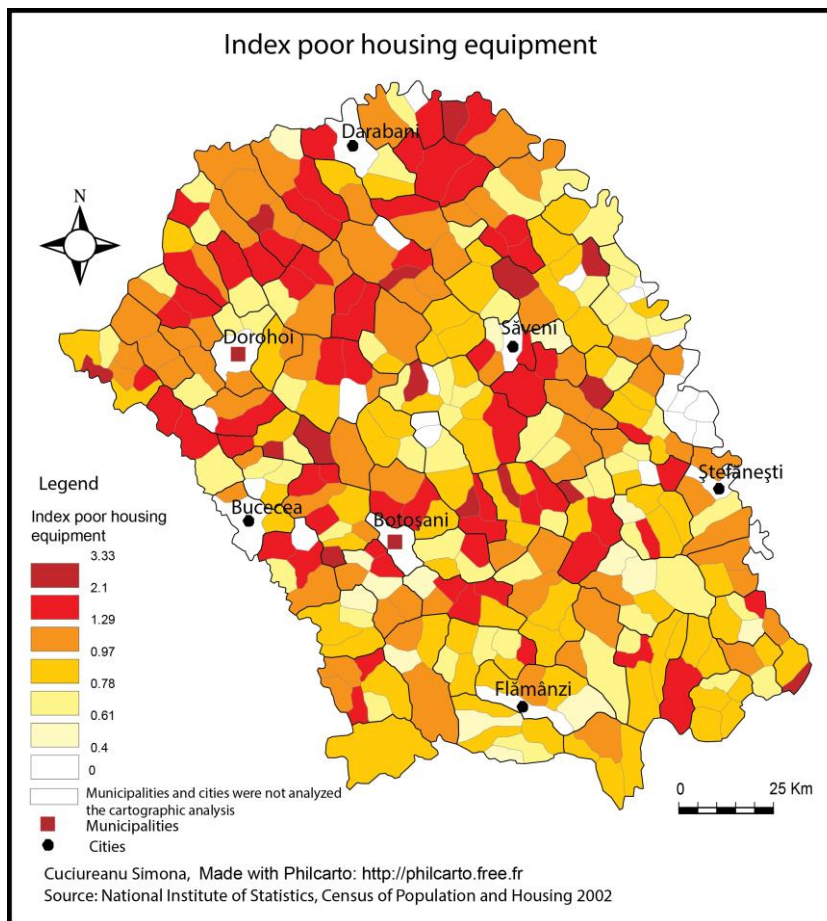 Index poor housing equipment
Darabani
N
Dorohoi
Săveni
Ştefăneşti
Legend
Bucecea
Botoşani
Index poor housing
equipment
3.33
2.1
1.29
0.97
0.78
Flămânzi
0.61
0.4
0
Municipalities and cities were not analyzed
the cartographic analysis
0 25 Km
Municipalities
Cities
Cuciureanu Simona, Made with Philcarto: http://philcarto.free.fr
Source: National Institute of Statistics, Census of Population and Housing 2002